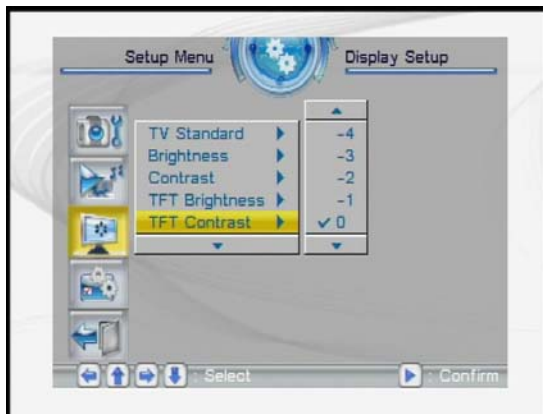 Setup Menu
Display Setup
TV Standard
Brightness
Contrast
TFT Brightness
TFT Contrast
-4
-3
-2
-1
0
: Select
: Confirm